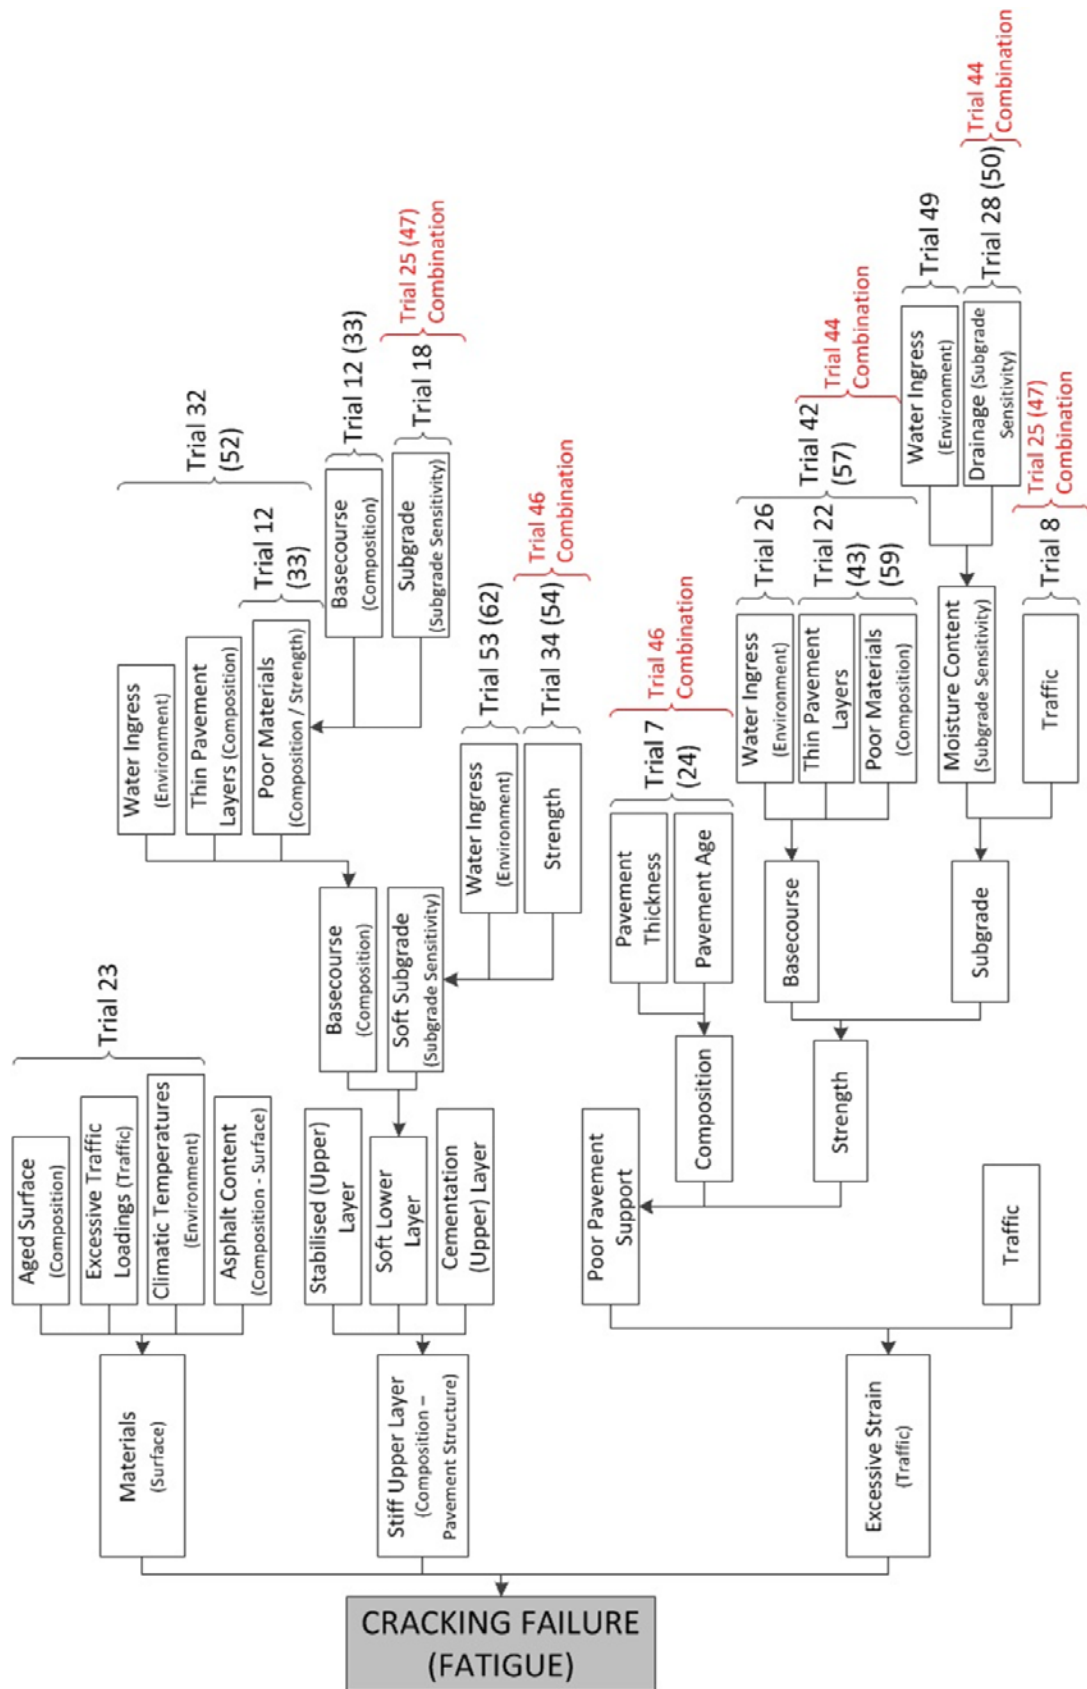 CRACKING FAILURE
(FATIGUE)
Materials
(Surface)
Stiff Upper Layer
(Composition –
Pavement Structure)
Excessive Strain
(Traffic)
Aged Surface
(Composition)
Excessive Traffic
Loadings (Traffic)
Climatic Temperatures
(Environment)
Asphalt Content
(Composition - Surface)
Trial 23
Stabilised (Upper)
Layer
Soft Lower
Layer
Cementation
(Upper) Layer
Basecourse
(Composition)
Soft Subgrade
(Subgrade Sensitivity)
Water Ingress
(Environment)
Thin Pavement
Layers (Composition)
Poor Materials
(Composition / Strength)
Trial 32
(52)
Trial 12
(33)
Basecourse
(Composition)
Subgrade
(Subgrade Sensitivity)
Trial 12 (33)
Trial 18
Trial 25 (47)
Combination
Water Ingress
(Environment)
Strength
Trial 53 (62)
Trial 34 (54)
Trial 46
Combination
Poor Pavement
Support
Traffic
Composition
Strength
Pavement
Thickness
Pavement Age
Trial 7
(24)
Trial 46
Combination
Basecourse
Subgrade
Water Ingress
(Environment)
Thin Pavement
Layers
Poor Materials
(Composition)
Trial 26
Trial 22
(43)
(59)
Trial 42
(57)
Trial 44
Combination
Moisture Content
(Subgrade Sensitivity)
Traffic
Trial 8
Trial 25 (47)
Combination
Water Ingress
(Environment)
Drainage (Subgrade
Sensitivity)
Trial 49
Trial 28 (50)
Trial 44
Combination